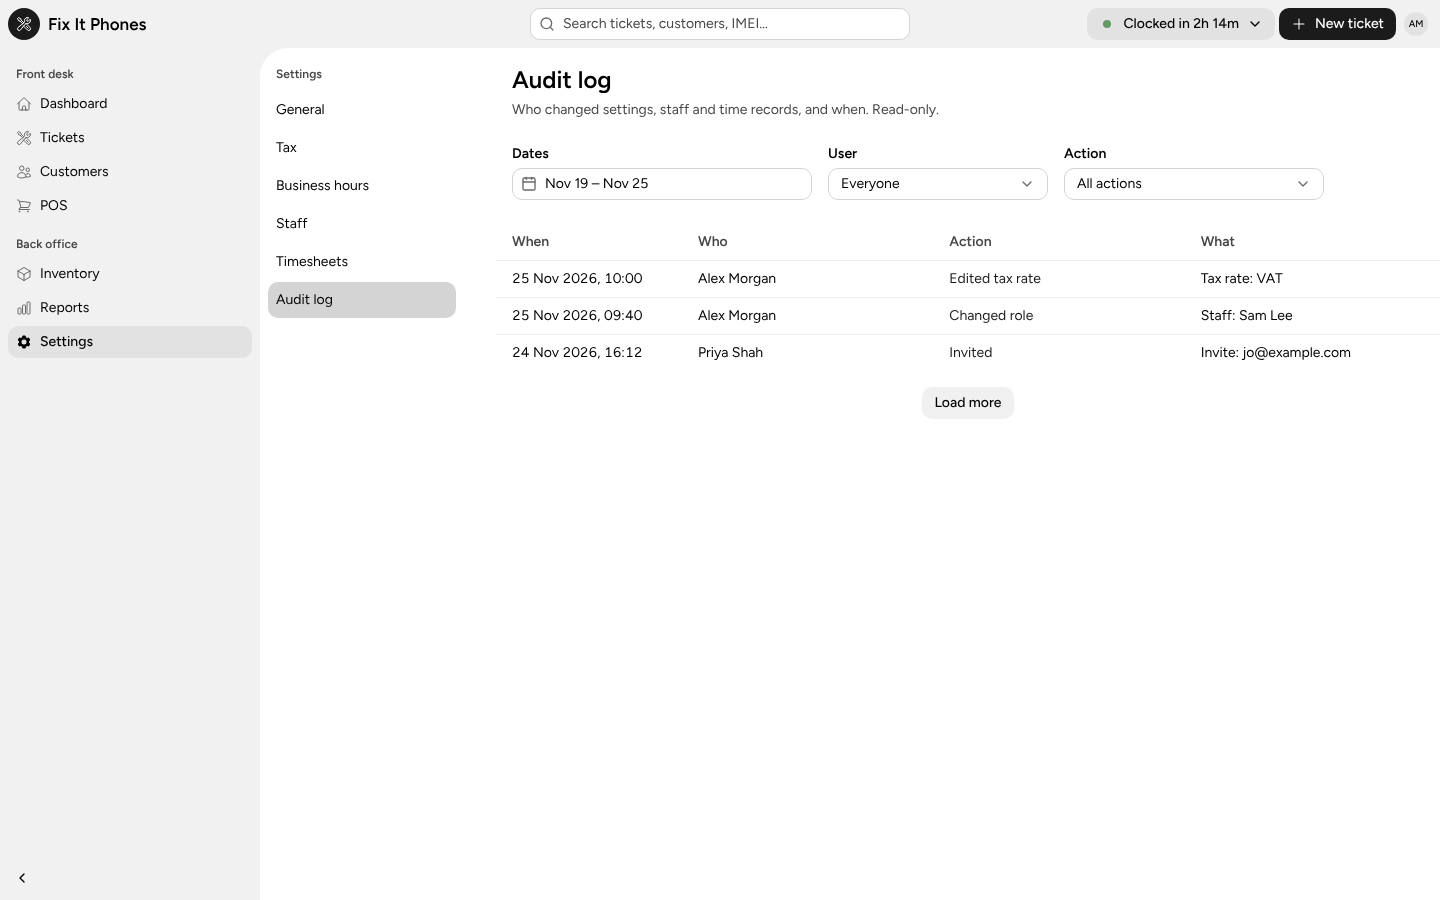 Fix It Phones
Search tickets, customers, IMEI...
Clocked in 2h 14m
New ticket
AM
Front desk
Dashboard
Tickets
Customers
POS
Back office
Inventory
Reports
Settings
Settings
General
Tax
Business hours
Staff
Timesheets
Audit log
Audit log
Who changed settings, staff and time records, and when. Read-only.
Dates
User
Action
Nov 19 – Nov 25
Everyone
All actions
When Who Action What
25 Nov 2026, 10:00 Alex Morgan Edited tax rate Tax rate: VAT
25 Nov 2026, 09:40 Alex Morgan Changed role Staff: Sam Lee
24 Nov 2026, 16:12 Priya Shah Invited Invite: jo@example.com
Load more